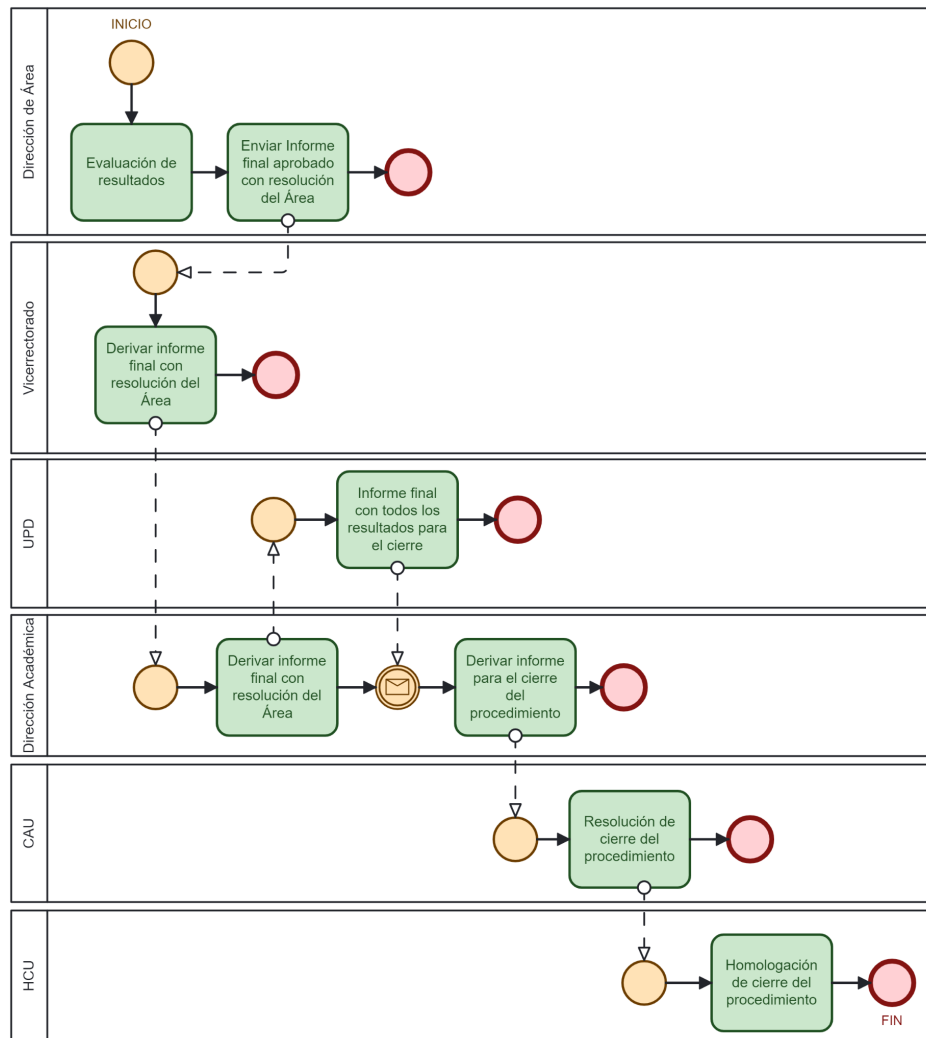 Dirección de Área
INICIO
Evaluación de
resultados
Enviar Informe
final aprobado
con resolución
del Área
Vicerrectorado
Derivar informe
final con
resolución del
Área
UPD
Informe final
con todos los
resultados para
el cierre
Dirección Académica
Derivar informe
final con
resolución del
Área
Derivar informe
para el cierre
del
procedimiento
CAU
Resolución de
cierre del
procedimiento
HCU
Homologación
de cierre del
procedimiento
FIN